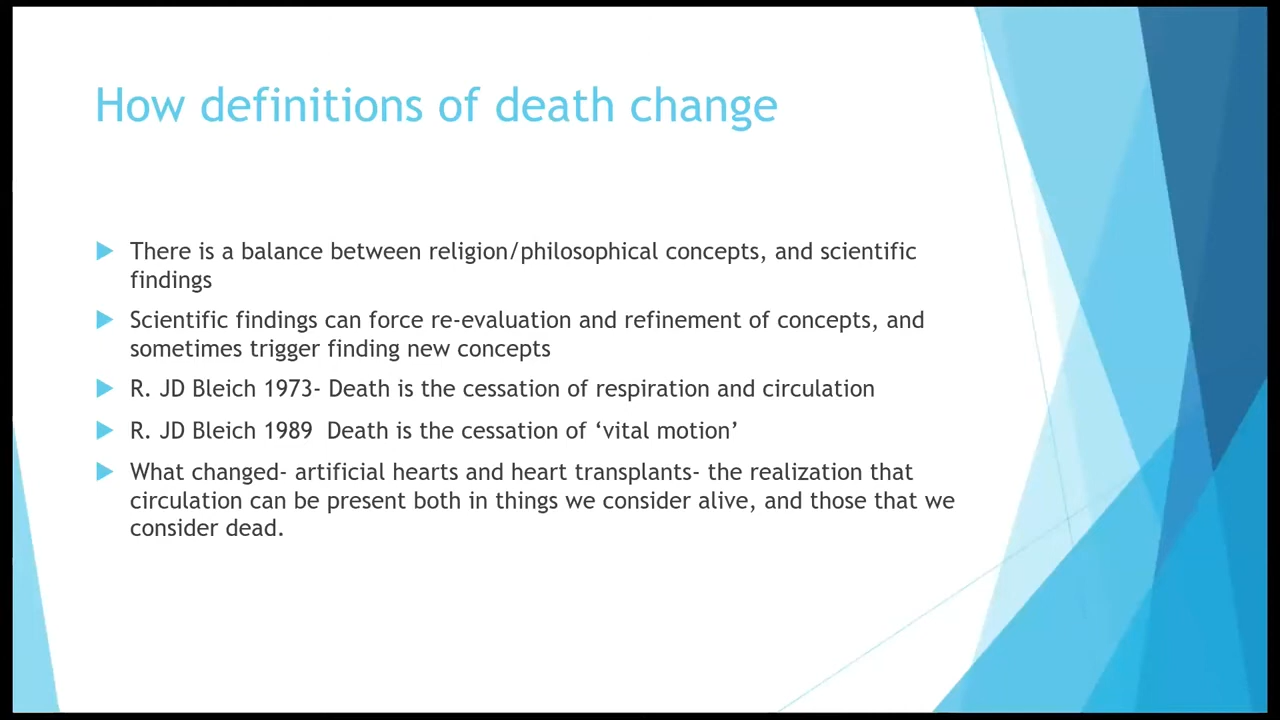 How definitions of death change
There is a balance between religion/philosophical concepts, and scientific
findings
Scientific findings can force re-evaluation and refinement of concepts, and
sometimes trigger finding new concepts
R. JD Bleich 1973- Death is the cessation of respiration and circulation
R. JD Bleich 1989  Death is the cessation of ‘vital motion’
What changed- artificial hearts and heart transplants- the realization that
circulation can be present both in things we consider alive, and those that we
consider dead.